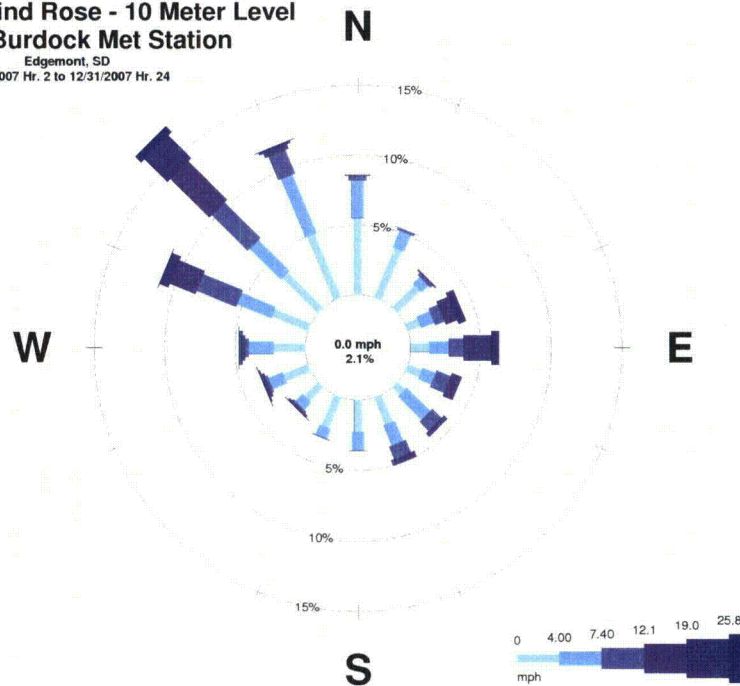 ind Rose - 10 Meter Level
Burdock Met Station
Edgemont, SD
007 Hr. 2 to 12/31/2007 Hr. 24
N
15%
10%
5%
W
0.0 mph
2.1%
E
5%
10%
15%
S
0 4.00 7.40 12.1 19.0 25.8
mph